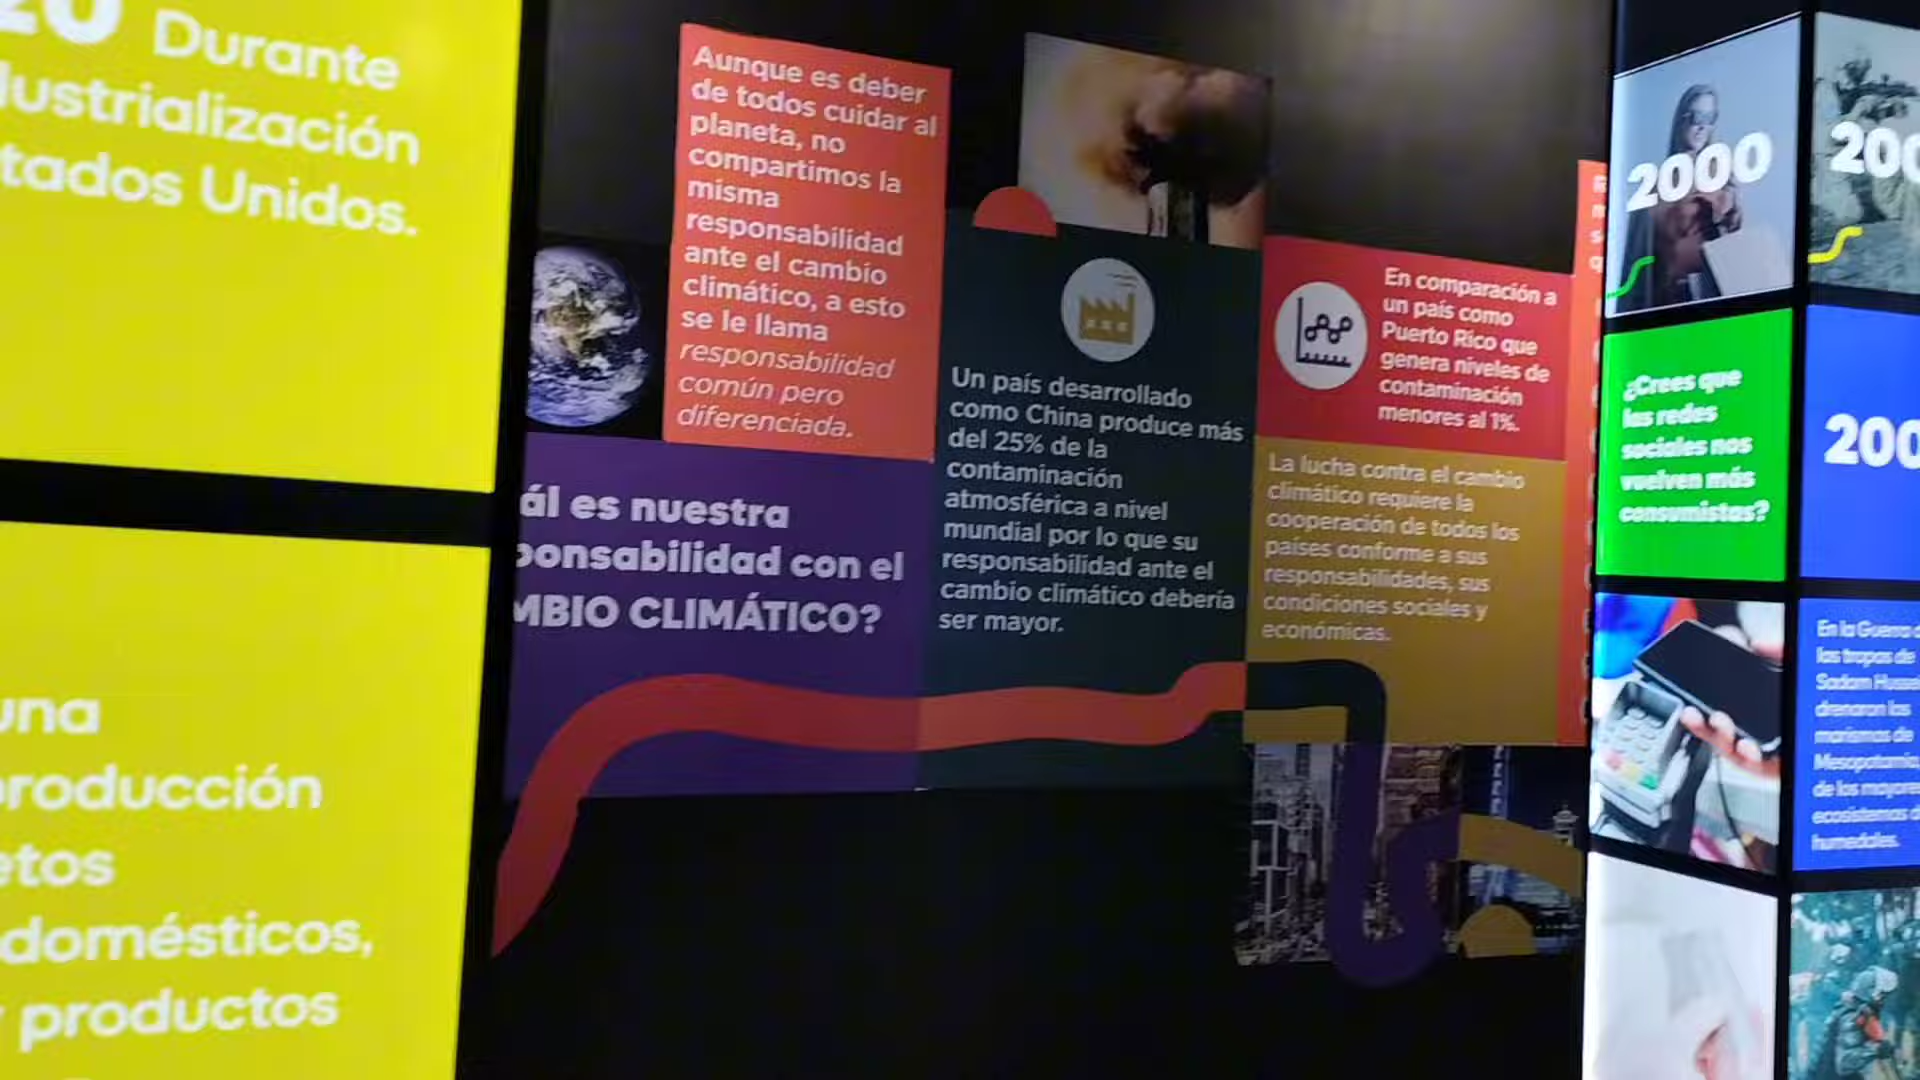 Durante
dustrialización
tados Unidos.
una
producción
etos
domésticos,
productos
Aunque es deber
de todos cuidar al
planeta, no
compartimos la
misma
responsabilidad
ante el cambio
climático, a esto
se le llama
responsabilidad
común pero
diferenciada.
ál es nuestra
ponsabilidad con el
MBIO CLIMÁTICO?
Un país desarrollado
como China produce más
del 25% de la
contaminación
atmosférica a nivel
mundial por lo que su
responsabilidad ante el
cambio climático debería
ser mayor.
En comparación a
un país como
Puerto Rico que
genera niveles de
contaminación
menores al 1%.
La lucha contra el cambio
climático requiere la
cooperación de todos los
países conforme a sus
responsabilidades, sus
condiciones sociales y
económicas.
2000
¿Crees que
las redes
sociales nos
vuelven más
consumistas?
200
200
En la Guerra
las tropas de
Sadam Husse
drenaron las
marismas de
Mesopotamia,
de los mayores
ecosistemas d
humedales.